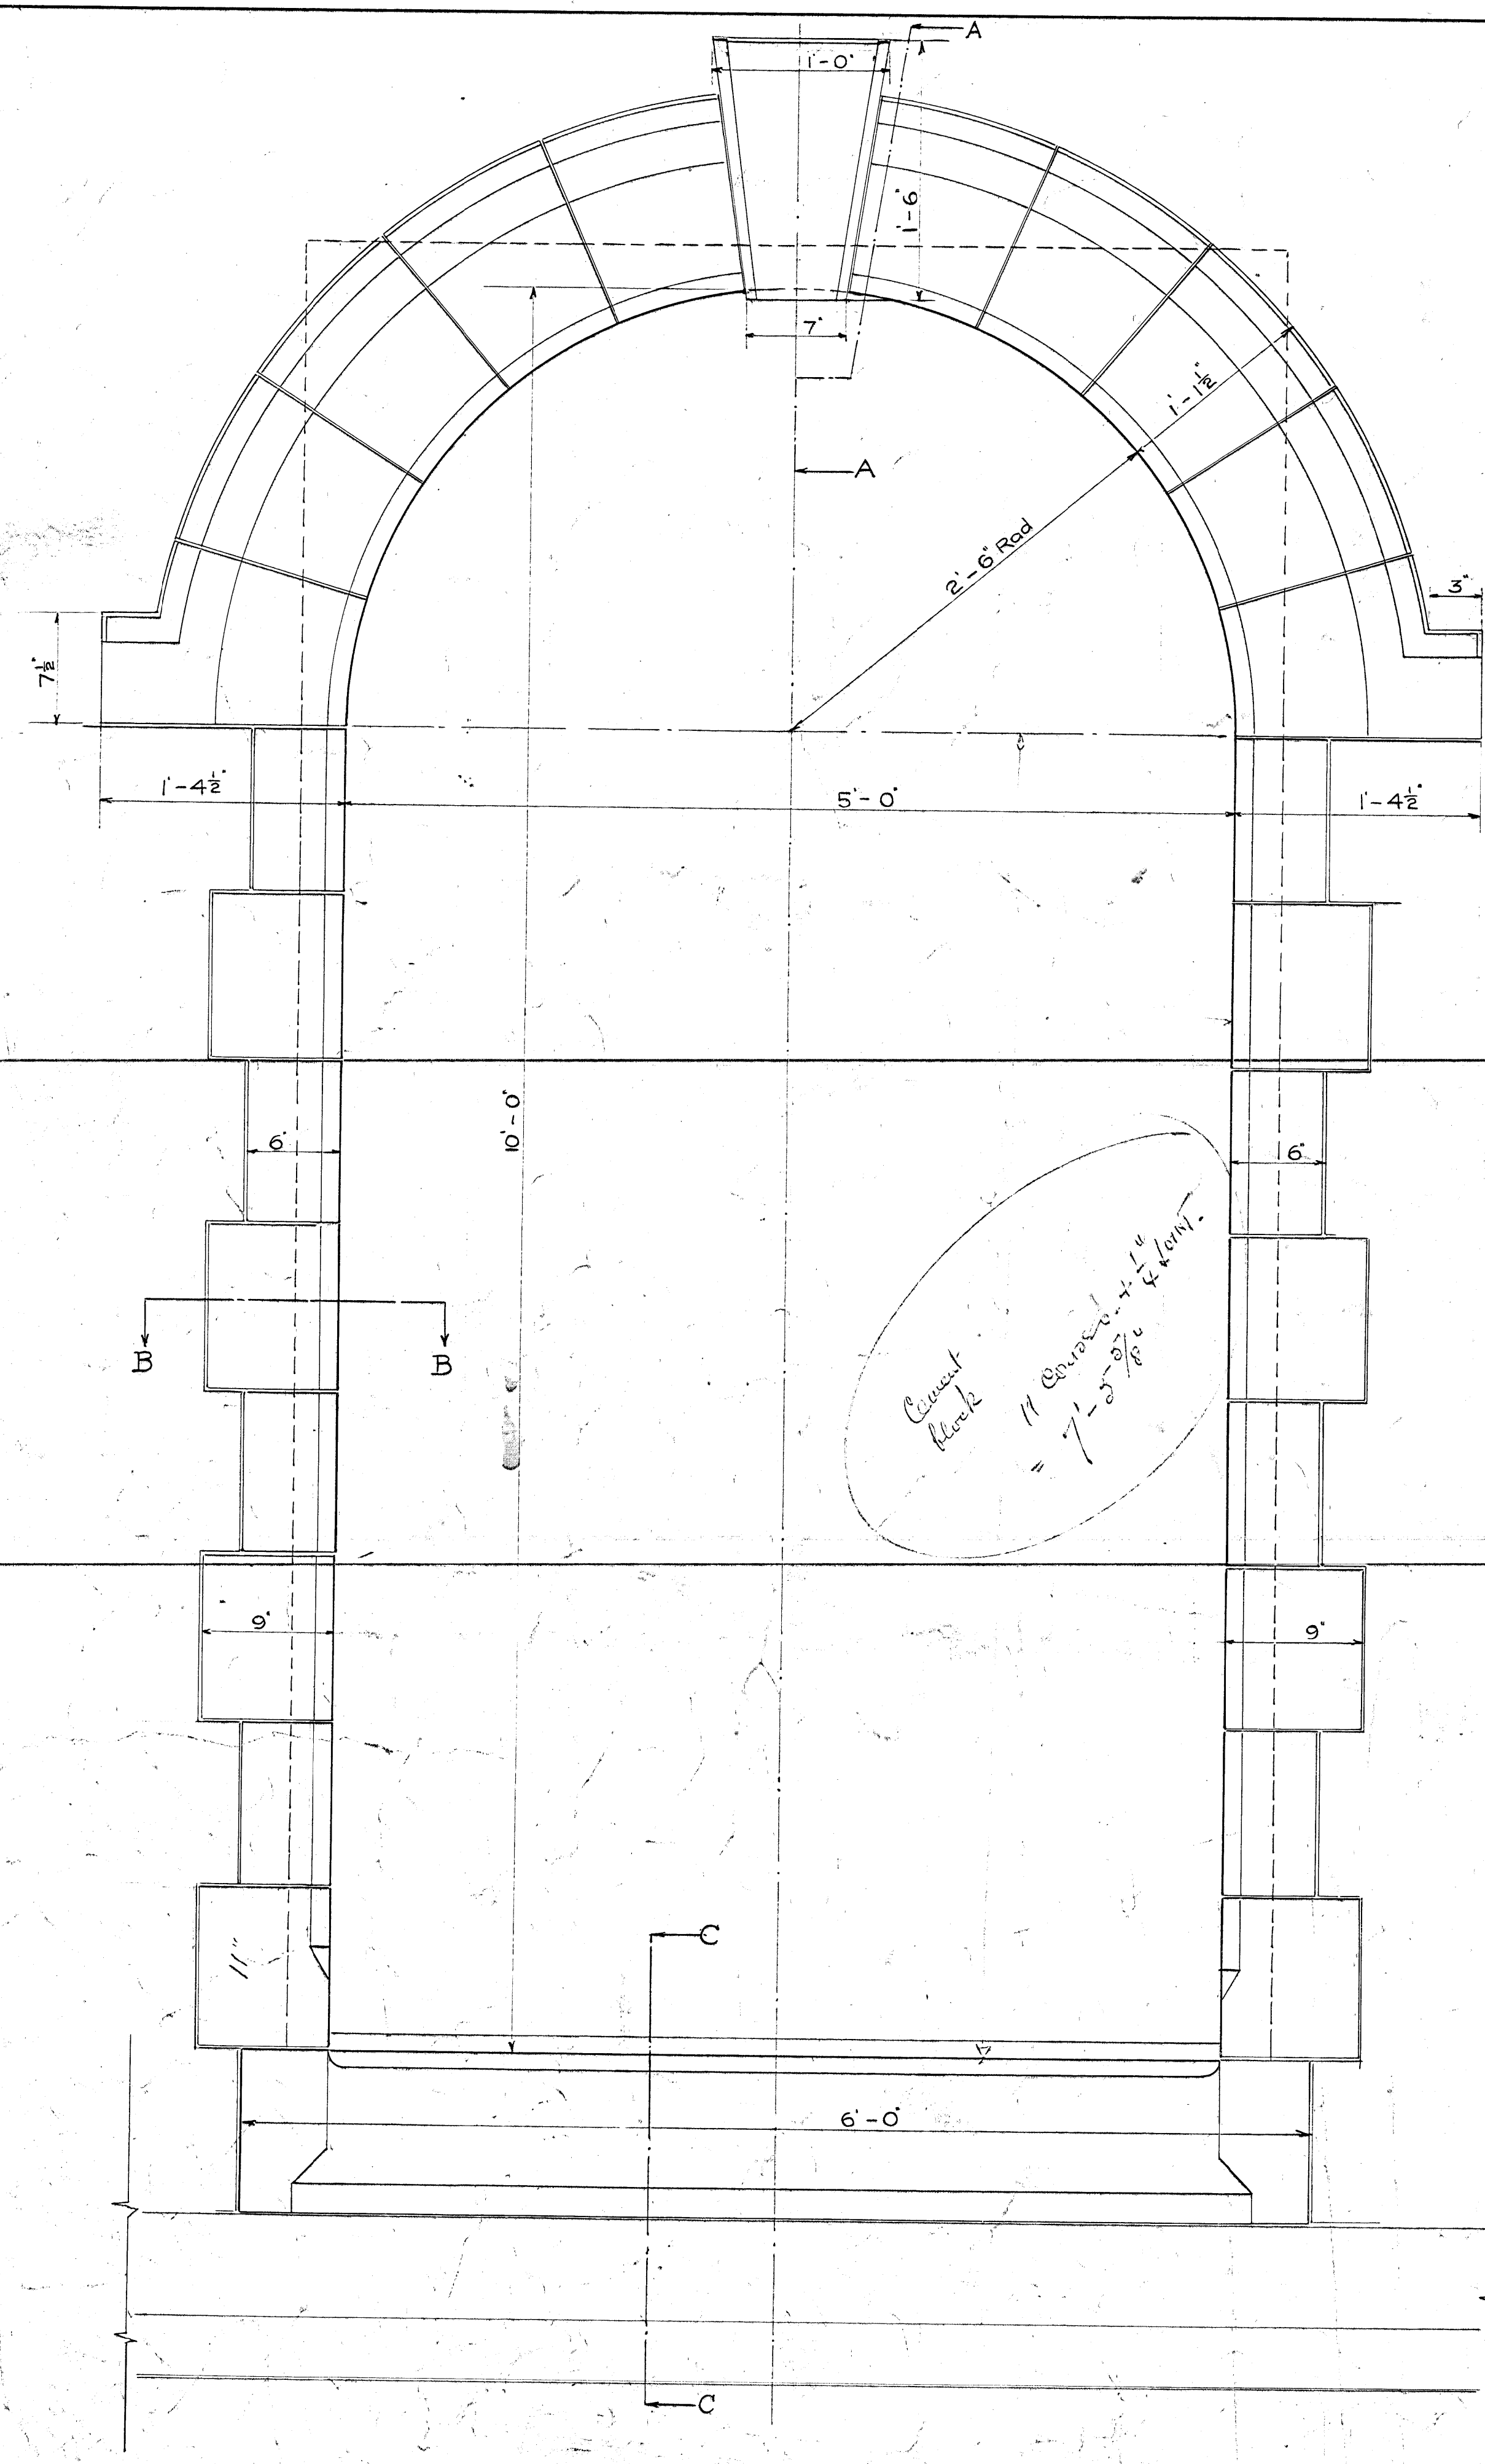 A
1'-0"
1'-6"
7"
1'-1½"
A
2'-6" Rad
3"
7½"
1'-4½"
5'-0"
1'-4½"
10'-0"
6"
6"
Cement
block
11 Courses + ¼" Joint.
= 7'-5-5/8"
B
B
9"
9"
11"
C
6'-0"
C